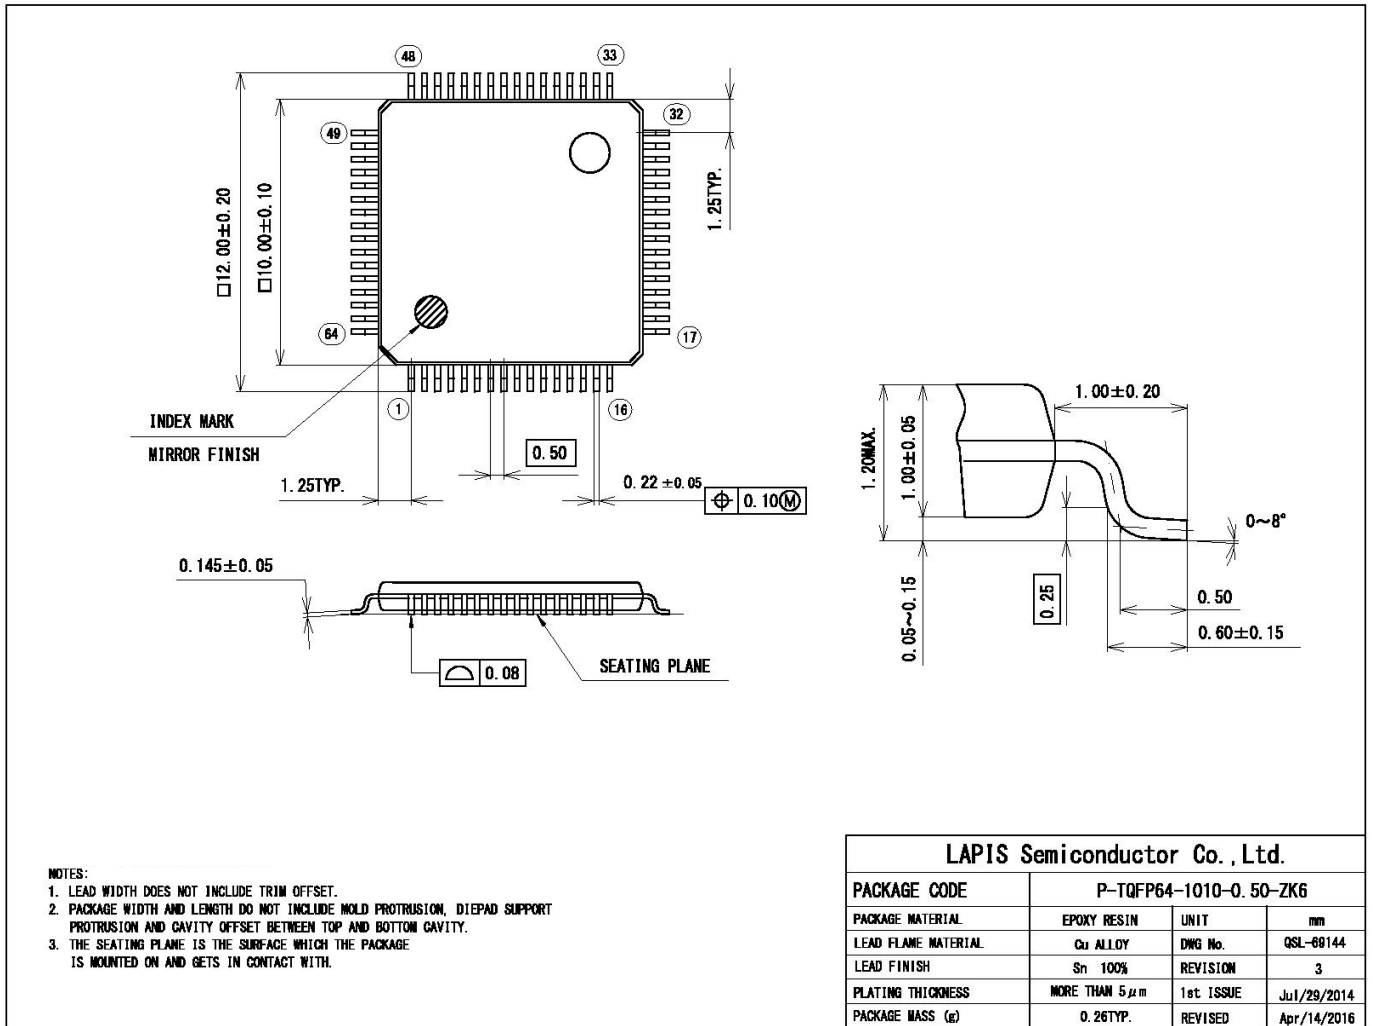 48
33
49
32
64
17
1
16
□12.00±0.20
□10.00±0.10
1.25TYP.
INDEX MARK
MIRROR FINISH
0.50
1.25TYP.
0.22 ±0.05
0.10Ⓜ
0.145±0.05
0.08
SEATING PLANE
1.00±0.20
1.20MAX.
1.00±0.05
0~8°
0.05~0.15
0.25
0.50
0.60±0.15
NOTES:
1. LEAD WIDTH DOES NOT INCLUDE TRIM OFFSET.
2. PACKAGE WIDTH AND LENGTH DO NOT INCLUDE MOLD PROTRUSION, DIEPAD SUPPORT
PROTRUSION AND CAVITY OFFSET BETWEEN TOP AND BOTTOM CAVITY.
3. THE SEATING PLANE IS THE SURFACE WHICH THE PACKAGE
IS MOUNTED ON AND GETS IN CONTACT WITH.
LAPIS Semiconductor Co.,Ltd.
PACKAGE CODE P-TQFP64-1010-0.50-ZK6
PACKAGE MATERIAL EPOXY RESIN UNIT mm
LEAD FLAME MATERIAL Cu ALLOY DWG No. QSL-69144
LEAD FINISH Sn 100% REVISION 3
PLATING THICKNESS MORE THAN 5μm 1st ISSUE Jul/29/2014
PACKAGE MASS (g) 0.26TYP. REVISED Apr/14/2016